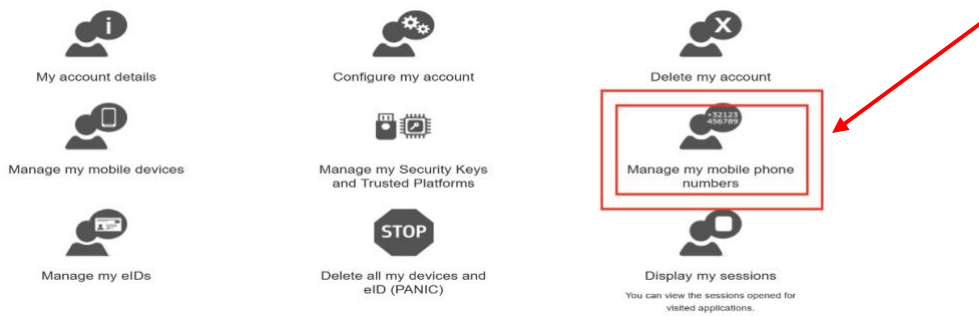 i
X
My account details
Configure my account
Delete my account
+32123
456789
Manage my mobile devices
Manage my Security Keys
and Trusted Platforms
Manage my mobile phone
numbers
STOP
Manage my eIDs
Delete all my devices and
eID (PANIC)
Display my sessions
You can view the sessions opened for
visited applications.